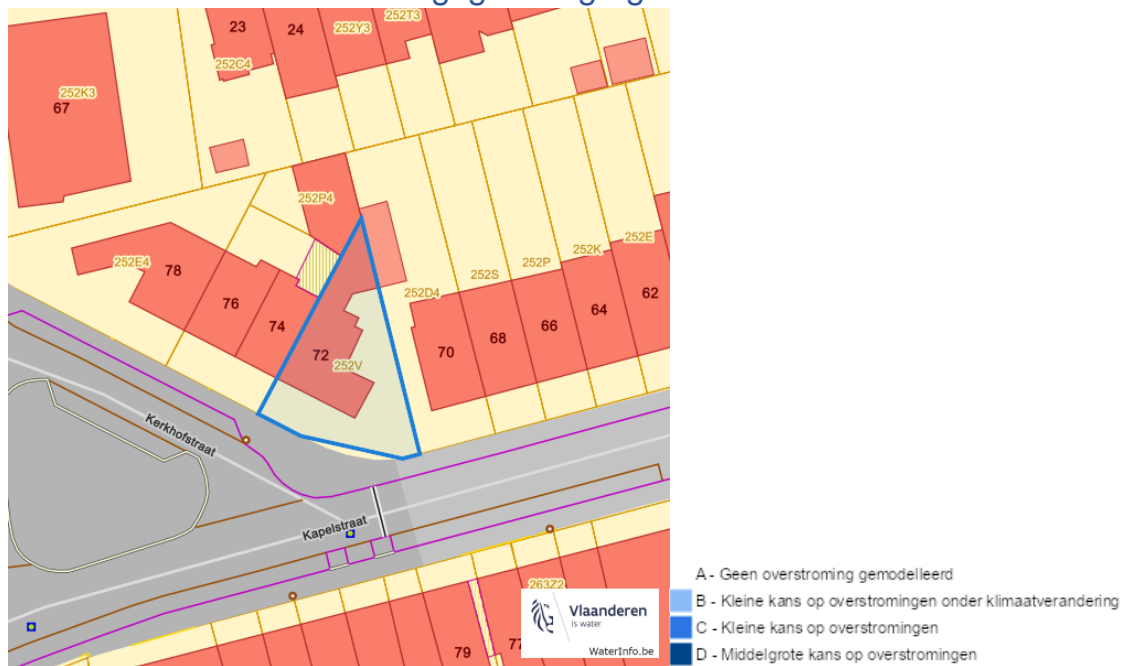 23
24
252Y3
252T3
252C4
252K3
67
252P4
252E4
78
76
74
72
252V
252D4
252S
252P
252K
252E
70
68
66
64
62
Kerkhofstraat
Kapelstraat
263Z2
79
77
Vlaanderen
is water
WaterInfo.be
A - Geen overstroming gemodelleerd
B - Kleine kans op overstromingen onder klimaatverandering
C - Kleine kans op overstromingen
D - Middelgrote kans op overstromingen